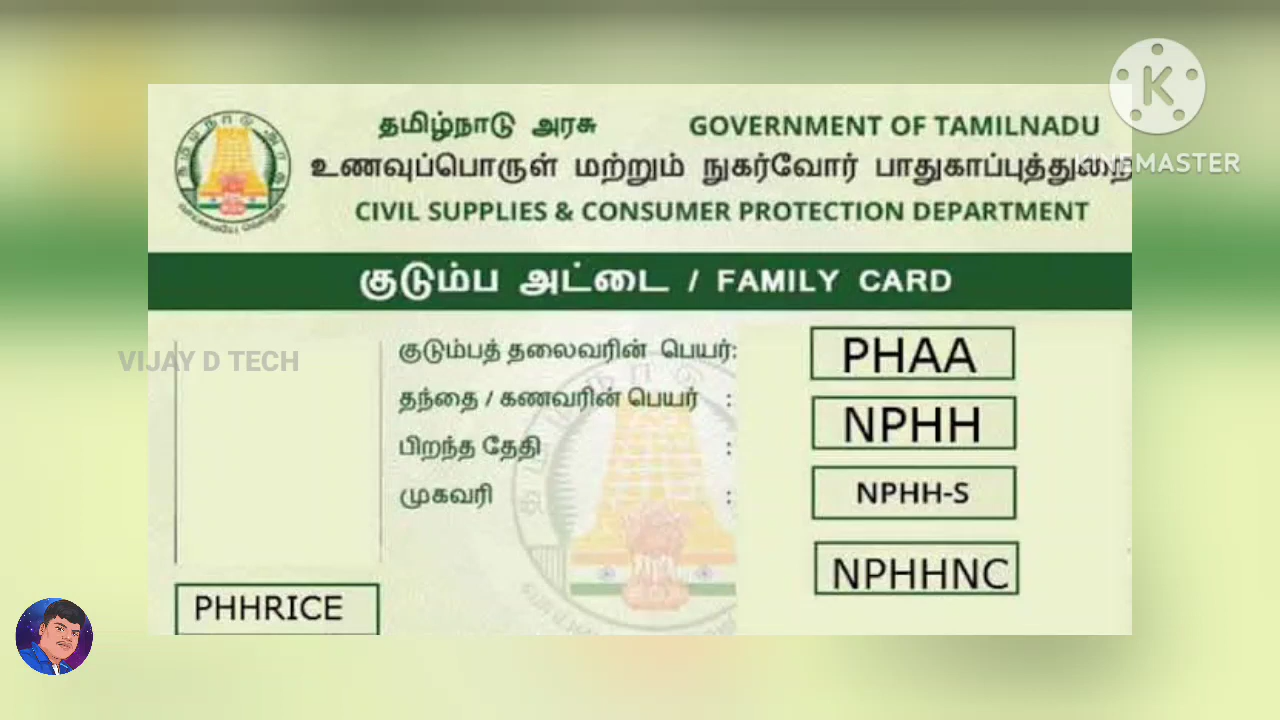 தமிழ்நாடு அரசு GOVERNMENT OF TAMILNADU
உணவுப்பொருள் மற்றும் நுகர்வோர் பாதுகாப்புத்துறை
KINEMASTER
CIVIL SUPPLIES & CONSUMER PROTECTION DEPARTMENT
குடும்ப அட்டை / FAMILY CARD
VIJAY D TECH
குடும்பத் தலைவரின் பெயர்: PHAA
தந்தை / கணவரின் பெயர் : NPHH
பிறந்த தேதி : NPHH-S
முகவரி : NPHHNC
PHHRICE